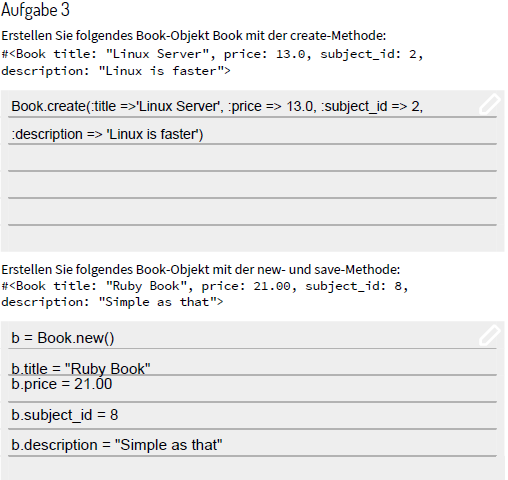 Aufgabe 3
Erstellen Sie folgendes Book-Objekt Book mit der create-Methode:
#<Book title: "Linux Server", price: 13.0, subject_id: 2,
description: "Linux is faster">
Book.create(:title =>'Linux Server', :price => 13.0, :subject_id => 2,
:description => 'Linux is faster')
Erstellen Sie folgendes Book-Objekt mit der new- und save-Methode:
#<Book title: "Ruby Book", price: 21.00, subject_id: 8,
description: "Simple as that">
b = Book.new()
b.title = "Ruby Book"
b.price = 21.00
b.subject_id = 8
b.description = "Simple as that"